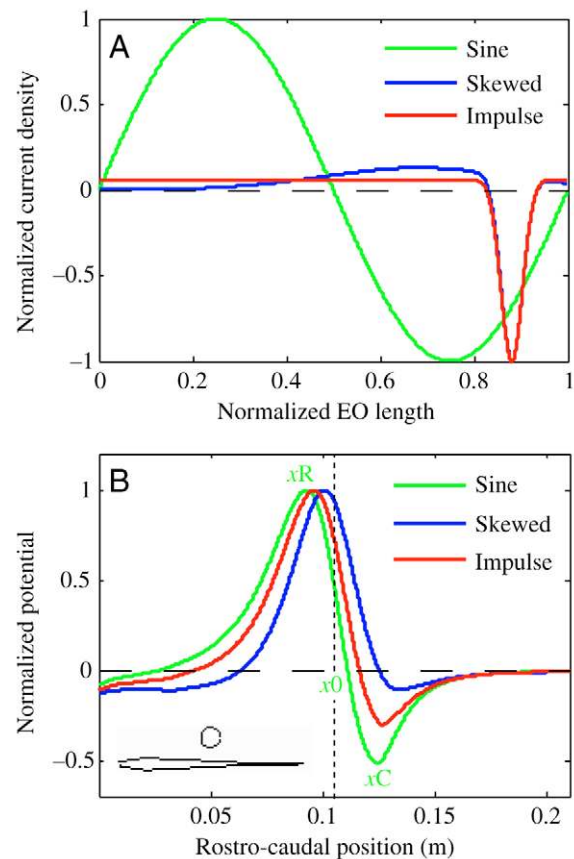 A
Sine
Skewed
Impulse
1
0.5
0
–0.5
–1
Normalized current density
0
0.2
0.4
0.6
0.8
1
Normalized EO length
B
xR
Sine
Skewed
Impulse
1
0.5
0
–0.5
Normalized potential
x0
xC
0.05
0.1
0.15
0.2
Rostro-caudal position (m)